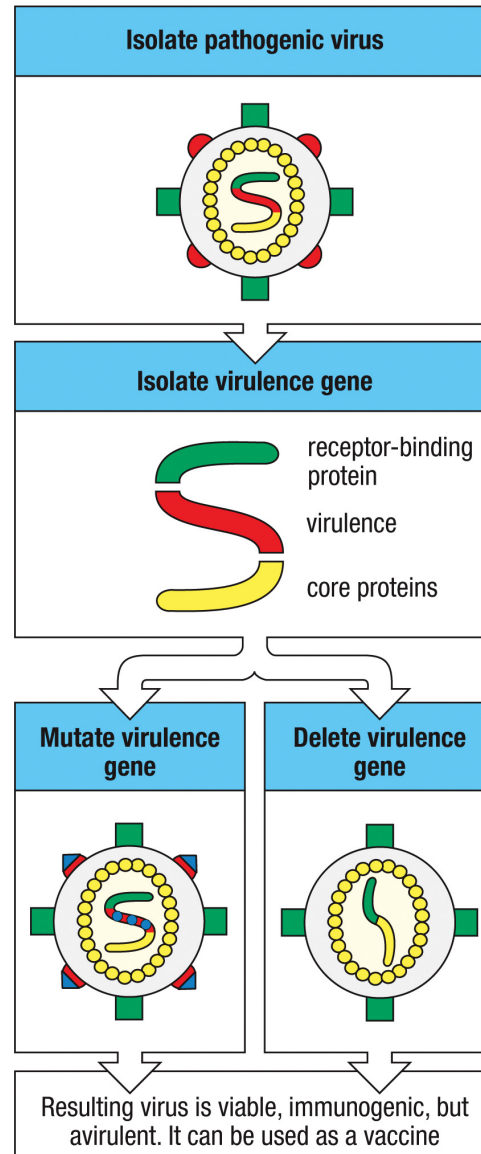 Isolate pathogenic virus
Isolate virulence gene
receptor-binding
protein
virulence
core proteins
Mutate virulence
gene
Delete virulence
gene
Resulting virus is viable, immunogenic, but
avirulent. It can be used as a vaccine